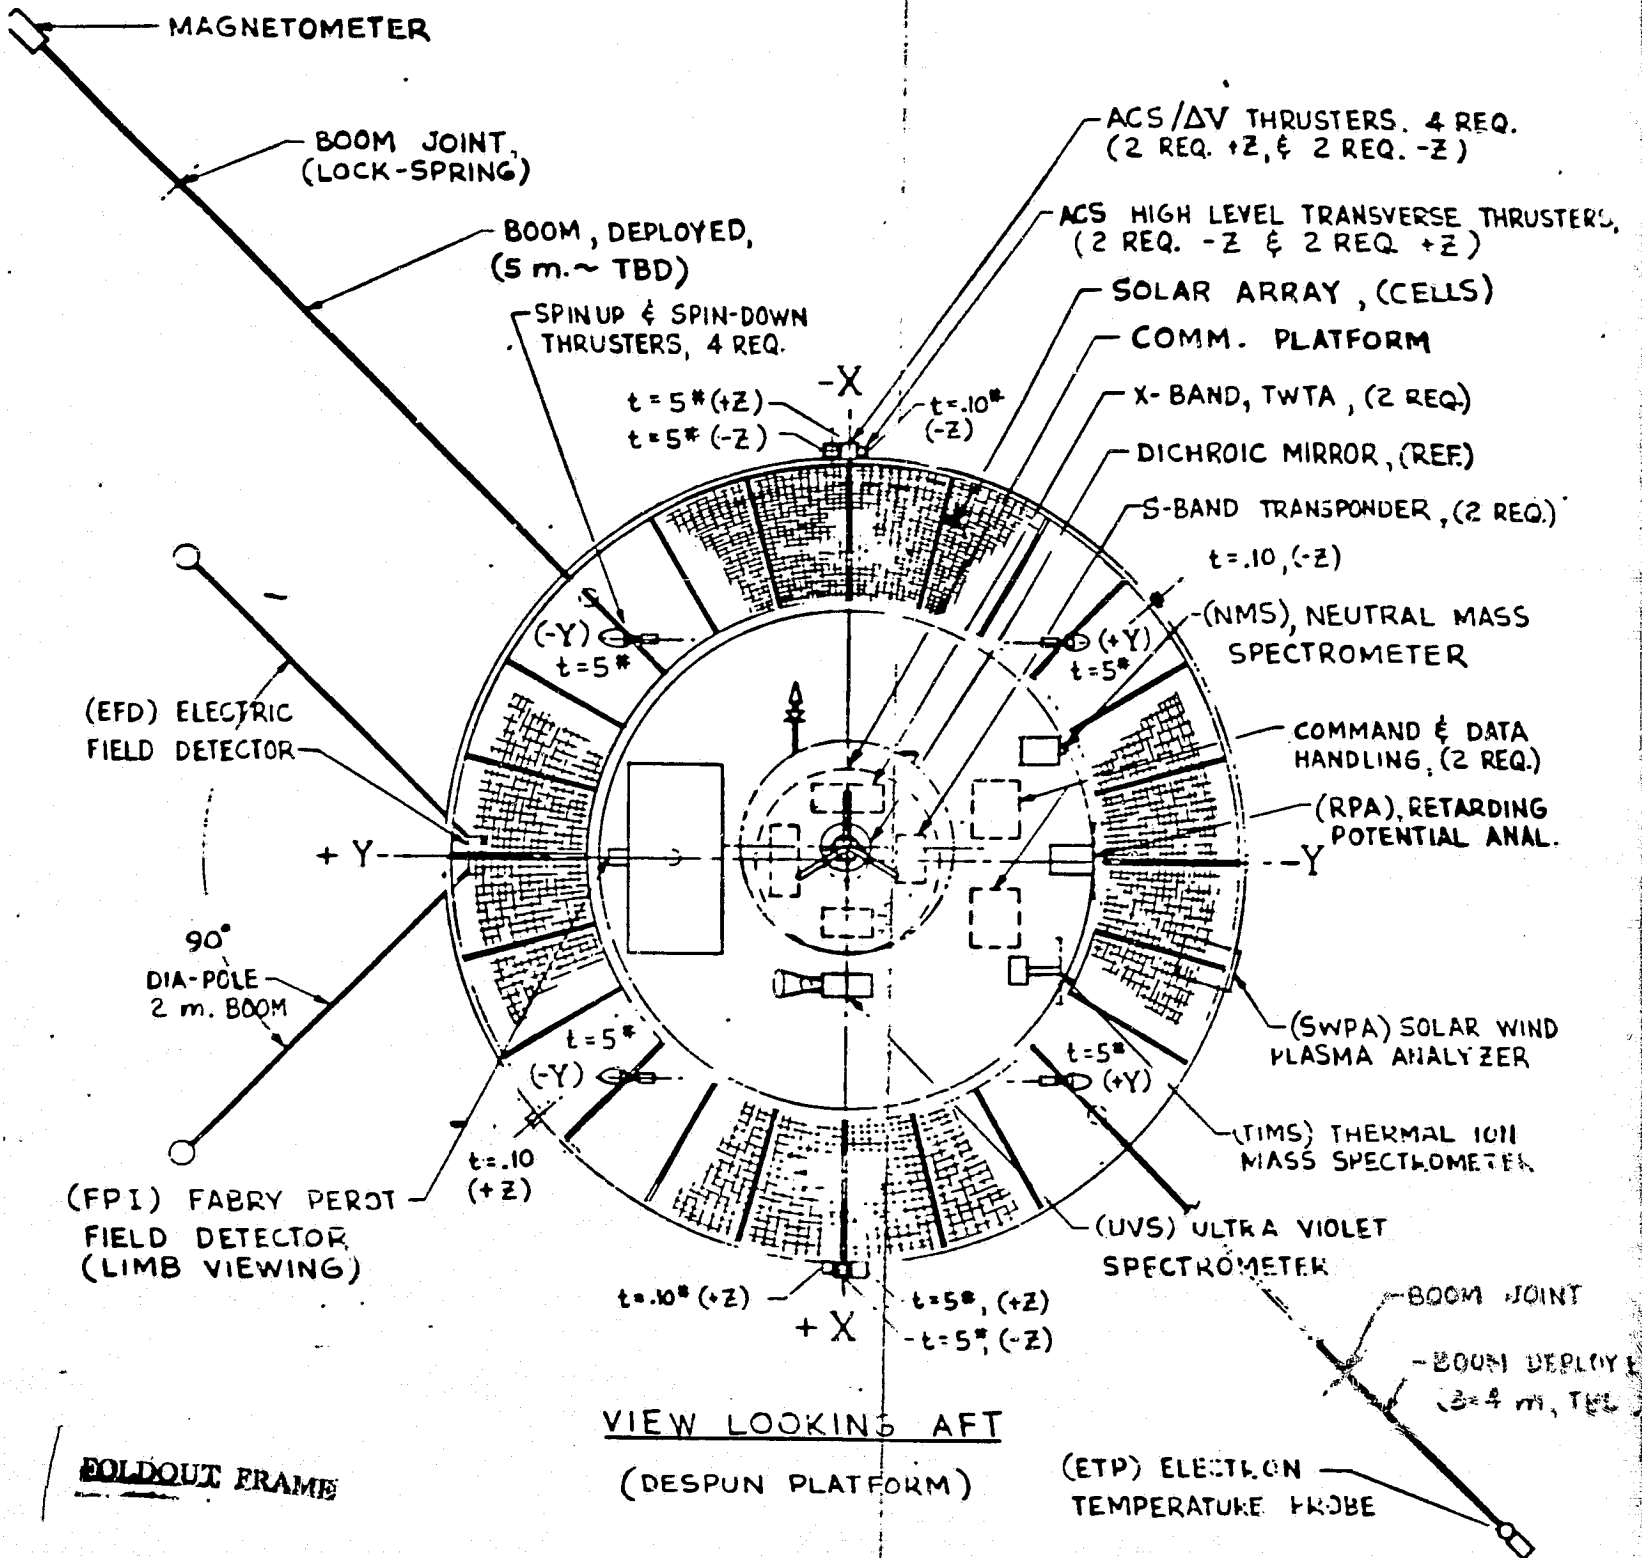 MAGNETOMETER
BOOM JOINT,
(LOCK-SPRING)
BOOM, DEPLOYED,
(5 m.~ TBD)
SPINUP & SPIN-DOWN
THRUSTERS, 4 REQ.
ACS/ΔV THRUSTERS. 4 REQ.
(2 REQ. +Z, & 2 REQ. -Z)
ACS HIGH LEVEL TRANSVERSE THRUSTERS,
(2 REQ. -Z & 2 REQ. +Z)
SOLAR ARRAY, (CELLS)
COMM. PLATFORM
X-BAND, TWTA, (2 REQ.)
DICHROIC MIRROR, (REF.)
S-BAND TRANSPONDER, (2 REQ.)
t=.10, (-Z)
-X
t=5# (+Z)
t=5# (-Z)
t=.10#
(-Z)
(-Y)
t=5#
(+Y)
t=5#
(NMS), NEUTRAL MASS
SPECTROMETER
(EFD) ELECTRIC
FIELD DETECTOR
COMMAND & DATA
HANDLING, (2 REQ.)
(RPA), RETARDING
POTENTIAL ANAL.
+Y
-Y
90°
DIA-POLE
2 m. BOOM
(SWPA) SOLAR WIND
PLASMA ANALYZER
t=5#
(-Y)
t=5#
(+Y)
t=.10
(+Z)
(TIMS) THERMAL ION
MASS SPECTROMETER
(FPI) FABRY PEROT
FIELD DETECTOR
(LIMB VIEWING)
(UVS) ULTRA VIOLET
SPECTROMETER
t=.10# (+Z)
t=5#, (+Z)
-t=5#, (-Z)
+X
BOOM JOINT
BOOM DEPLOYE
(3=4 m,
VIEW LOOKING AFT
(DESPUN PLATFORM)
(ETP) ELECTRON
TEMPERATURE PROBE
FOLDOUT FRAME